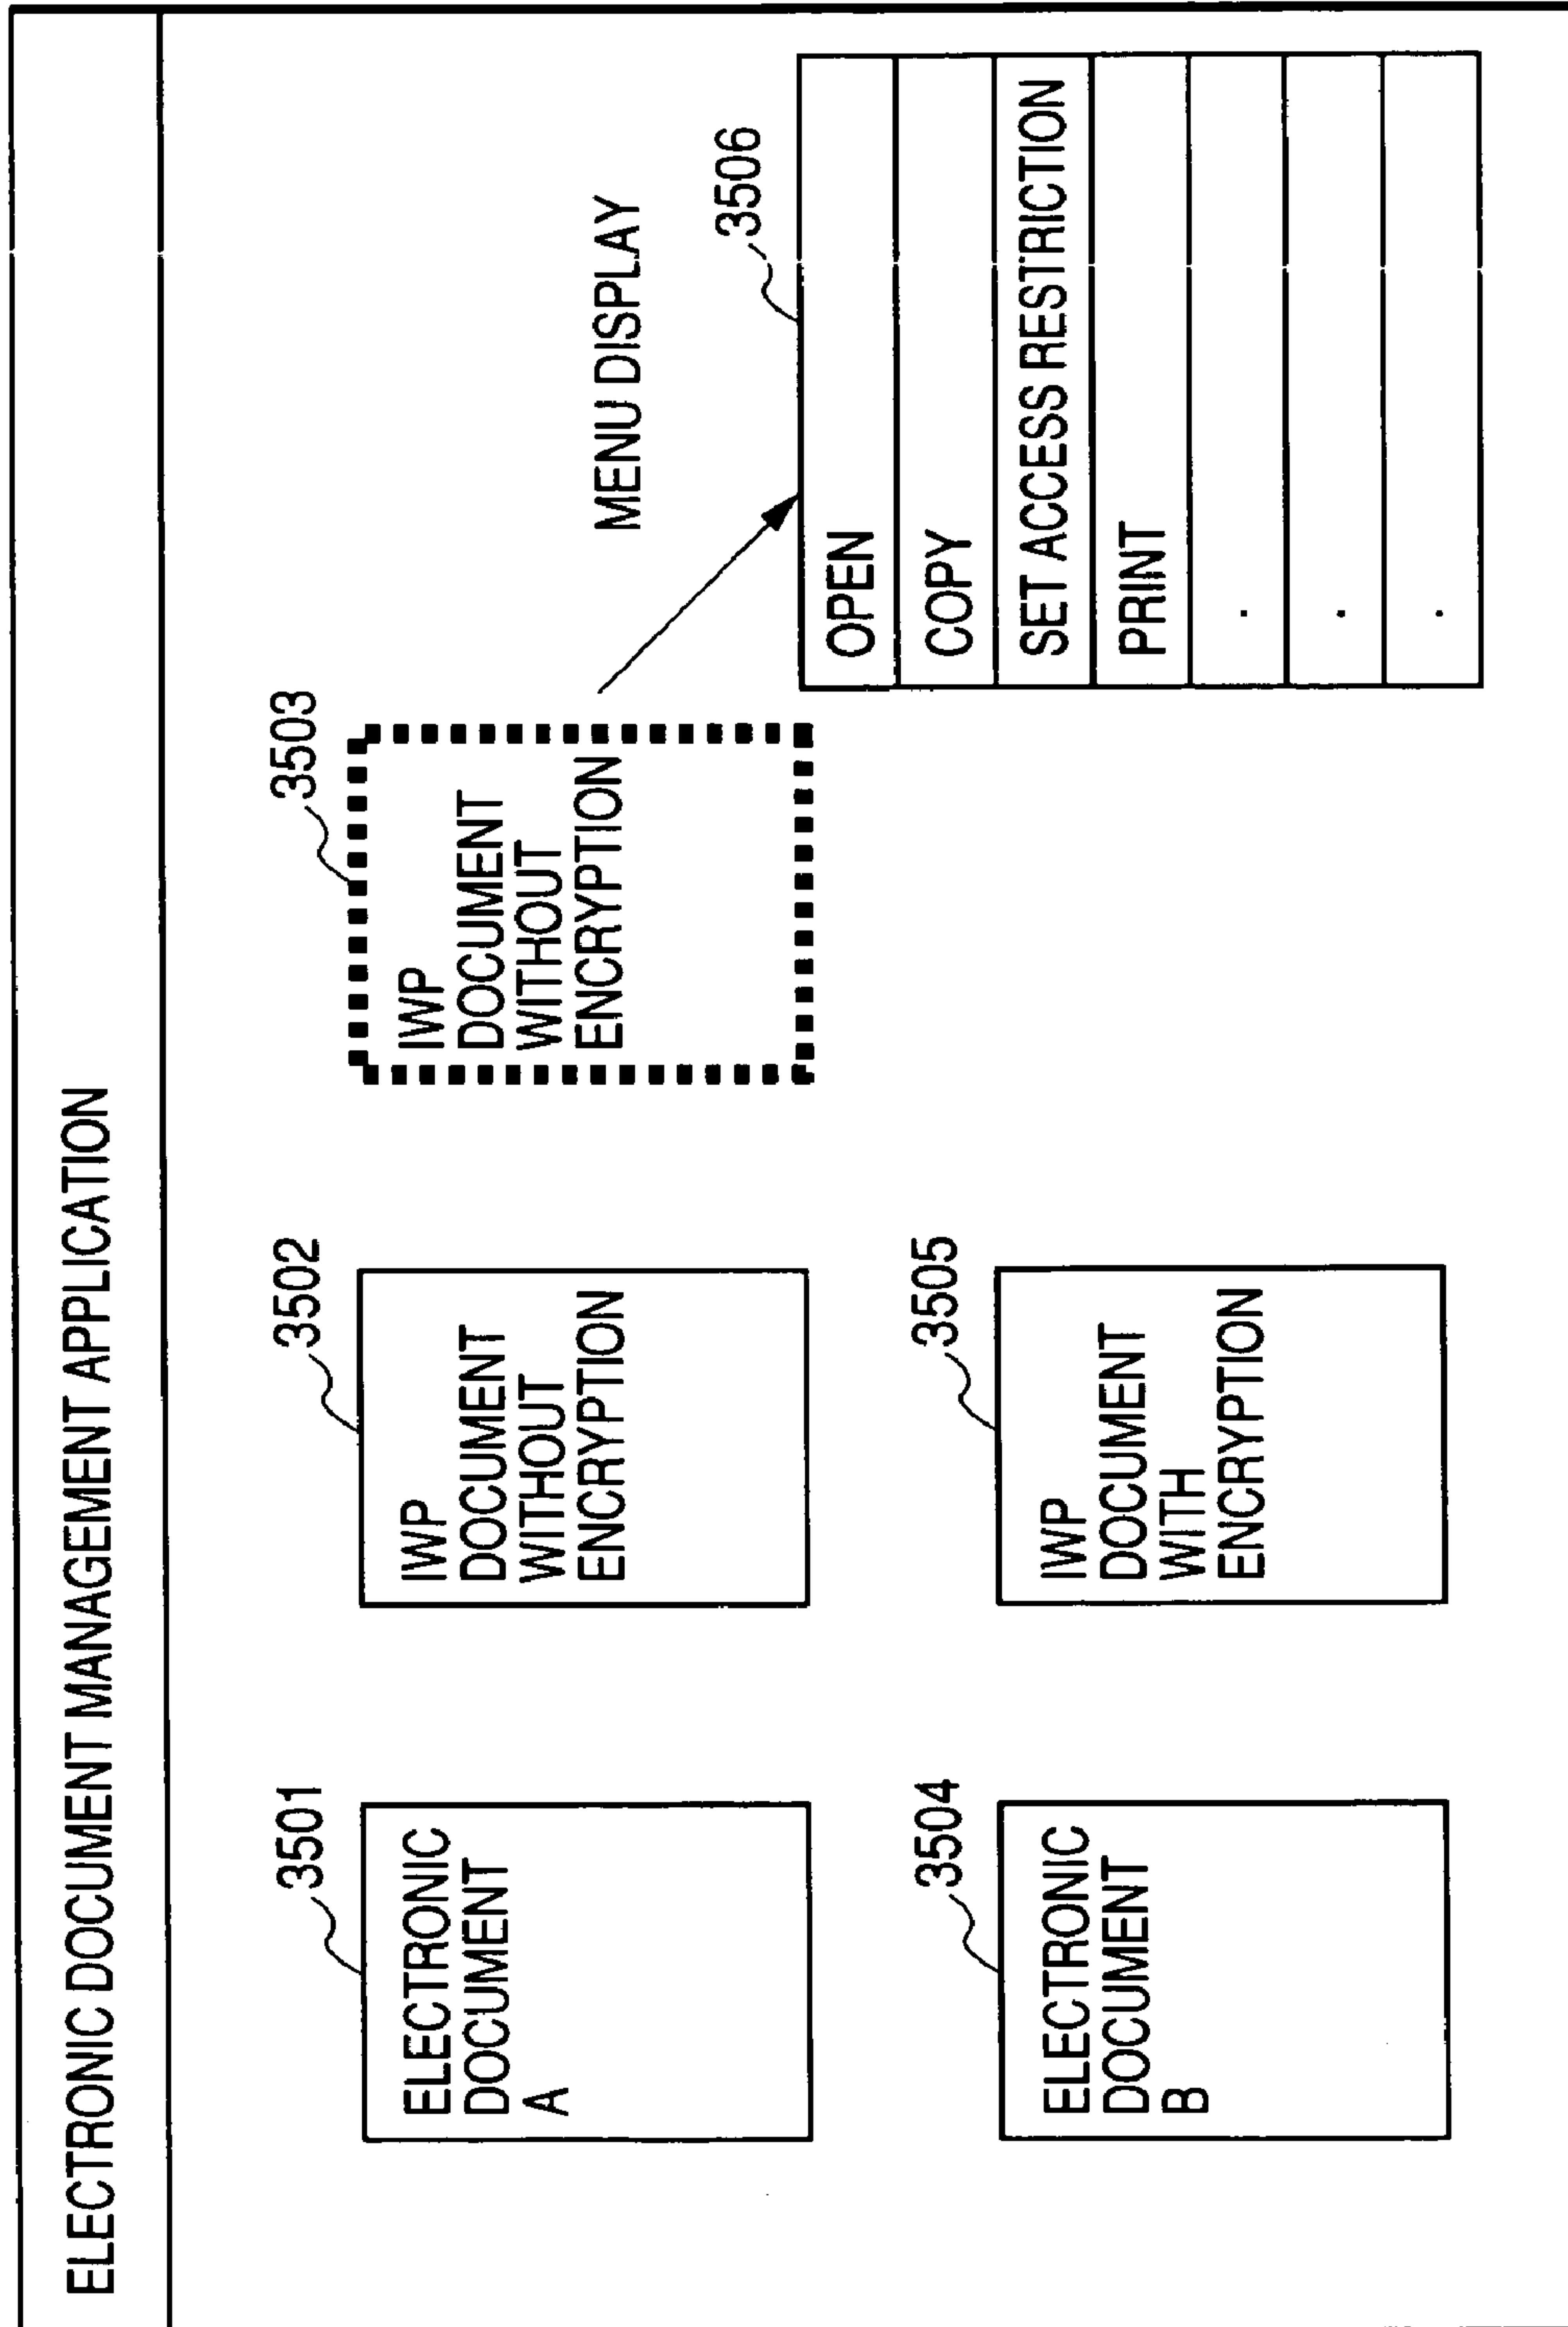 ELECTRONIC DOCUMENT MANAGEMENT APPLICATION
3501
ELECTRONIC
DOCUMENT
A
3502
IWP
DOCUMENT
WITHOUT
ENCRYPTION
3503
IWP
DOCUMENT
WITHOUT
ENCRYPTION
MENU DISPLAY
3504
ELECTRONIC
DOCUMENT
B
3505
IWP
DOCUMENT
WITH
ENCRYPTION
3506
OPEN
COPY
SET ACCESS RESTRICTION
PRINT
.
.
.